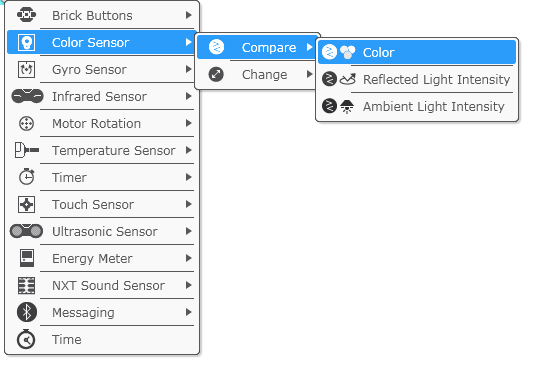 Brick Buttons
Color Sensor
Gyro Sensor
Infrared Sensor
Motor Rotation
Temperature Sensor
Timer
Touch Sensor
Ultrasonic Sensor
Energy Meter
NXT Sound Sensor
Messaging
Time
Compare
Change
Color
Reflected Light Intensity
Ambient Light Intensity